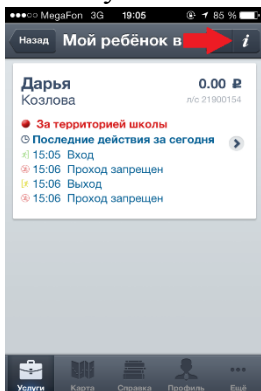 MegaFon 3G 19:05 85 %
Назад Мой ребёнок в i
Дарья 0.00 ₽
Козлова л/с 21900154
За территорией школы
Последние действия за сегодня
15:05 Вход
15:06 Проход запрещен
15:06 Выход
15:06 Проход запрещен
Услуги Карта Справка Профиль Ещё